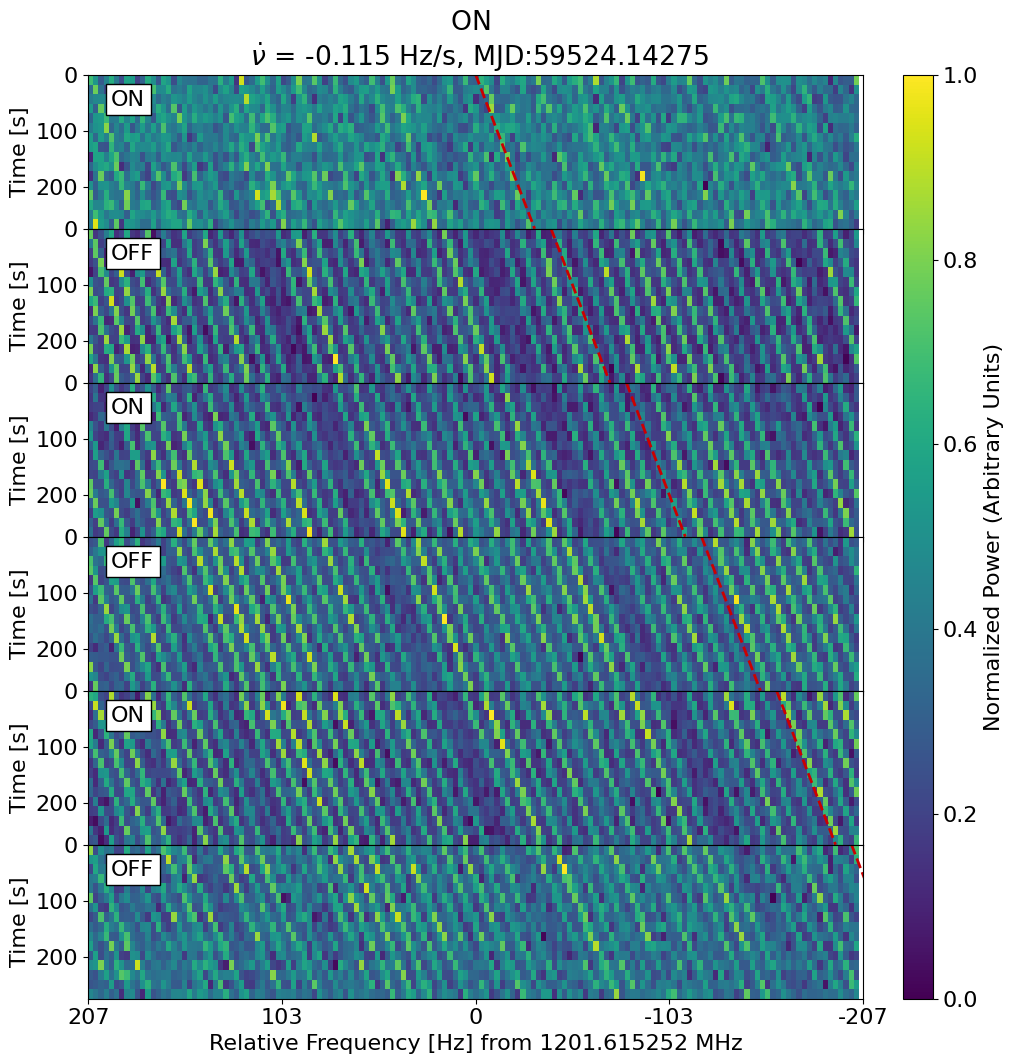 ON
ν̇ = -0.115 Hz/s, MJD:59524.14275
0
100
200
Time [s]
ON
0
100
200
Time [s]
OFF
0
100
200
Time [s]
ON
0
100
200
Time [s]
OFF
0
100
200
Time [s]
ON
0
100
200
Time [s]
OFF
207 103 0 -103 -207
Relative Frequency [Hz] from 1201.615252 MHz
1.0
0.8
0.6
0.4
0.2
0.0
Normalized Power (Arbitrary Units)